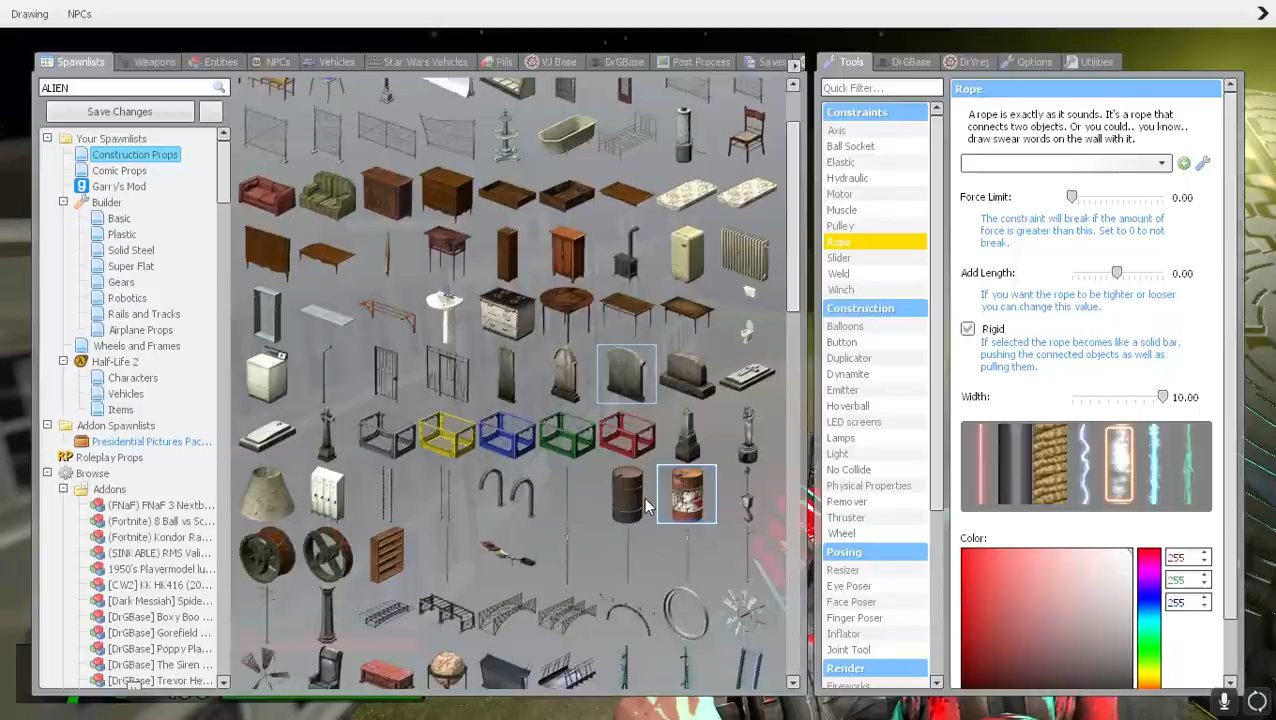 Drawing NPCs
Spawnlists Weapons Entities NPCs Vehicles Star Wars Vehicles Pills VJ Base DrGBase Post Process Saves
Tools DrGBase DrVrej Options Utilities
ALIEN
Save Changes
Your Spawnlists
Construction Props
Comic Props
Garry's Mod
Builder
Basic
Plastic
Solid Steel
Super Flat
Gears
Robotics
Rails and Tracks
Airplane Props
Wheels and Frames
Half-Life 2
Characters
Vehicles
Items
Addon Spawnlists
Presidential Pictures Pac...
Roleplay Props
Browse
Addons
(FNaF) FNaF 3 Nextb...
(Fortnite) 8 Ball vs Sc...
(Fortnite) Kondor Ra...
(SINKABLE) RMS Vali...
1950's Playermodel lu...
[CW2] KK HK416 (20...
[Dark Messiah] Spide...
[DrGBase] Boxy Boo ...
[DrGBase] Gorefield ...
[DrGBase] Poppy Pla...
[DrGBase] The Siren ...
[DrGBase] Trevor He...
Quick Filter...
Constraints
Axis
Ball Socket
Elastic
Hydraulic
Motor
Muscle
Pulley
Rope
Slider
Weld
Winch
Construction
Balloons
Button
Duplicator
Dynamite
Emitter
Hoverball
LED screens
Lamps
Light
No Collide
Physical Properties
Remover
Thruster
Wheel
Posing
Resizer
Eye Poser
Face Poser
Finger Poser
Inflator
Joint Tool
Render
Fireworks
Rope
A rope is exactly as it sounds. It's a rope that
connects two objects. Or you could.. you know..
draw swear words on the wall with it.
Force Limit: 0.00
The constraint will break if the amount of
force is greater than this. Set to 0 to not
break.
Add Length: 0.00
If you want the rope to be tighter or looser
you can change this value.
Rigid
If selected the rope becomes like a solid bar,
pushing the connected objects as well as
pulling them.
Width: 10.00
Color:
255
255
255